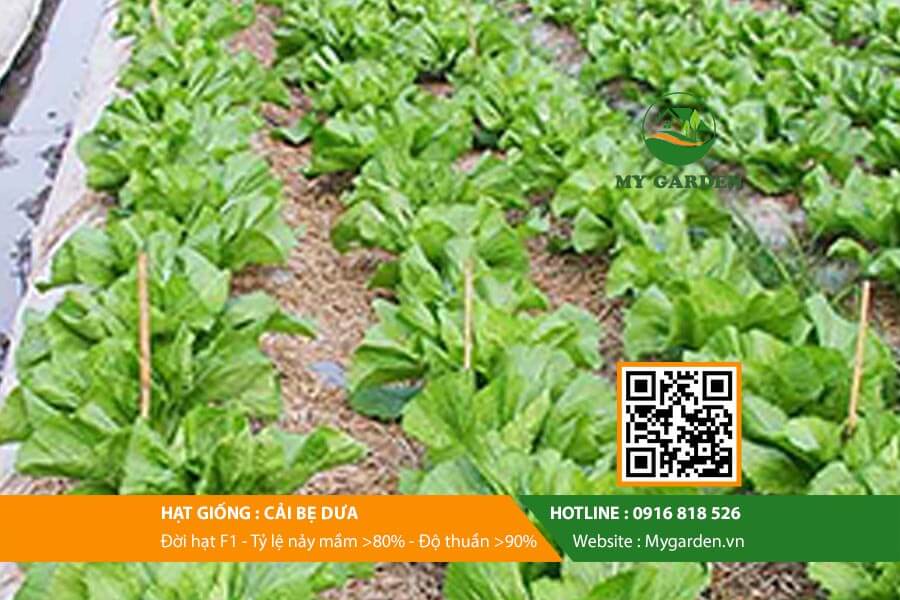 MY GARDEN
HẠT GIỐNG : CẢI BẸ DƯA
Đời hạt F1 - Tỷ lệ nảy mầm >80% - Độ thuần >90%
HOTLINE : 0916 818 526
Website : Mygarden.vn